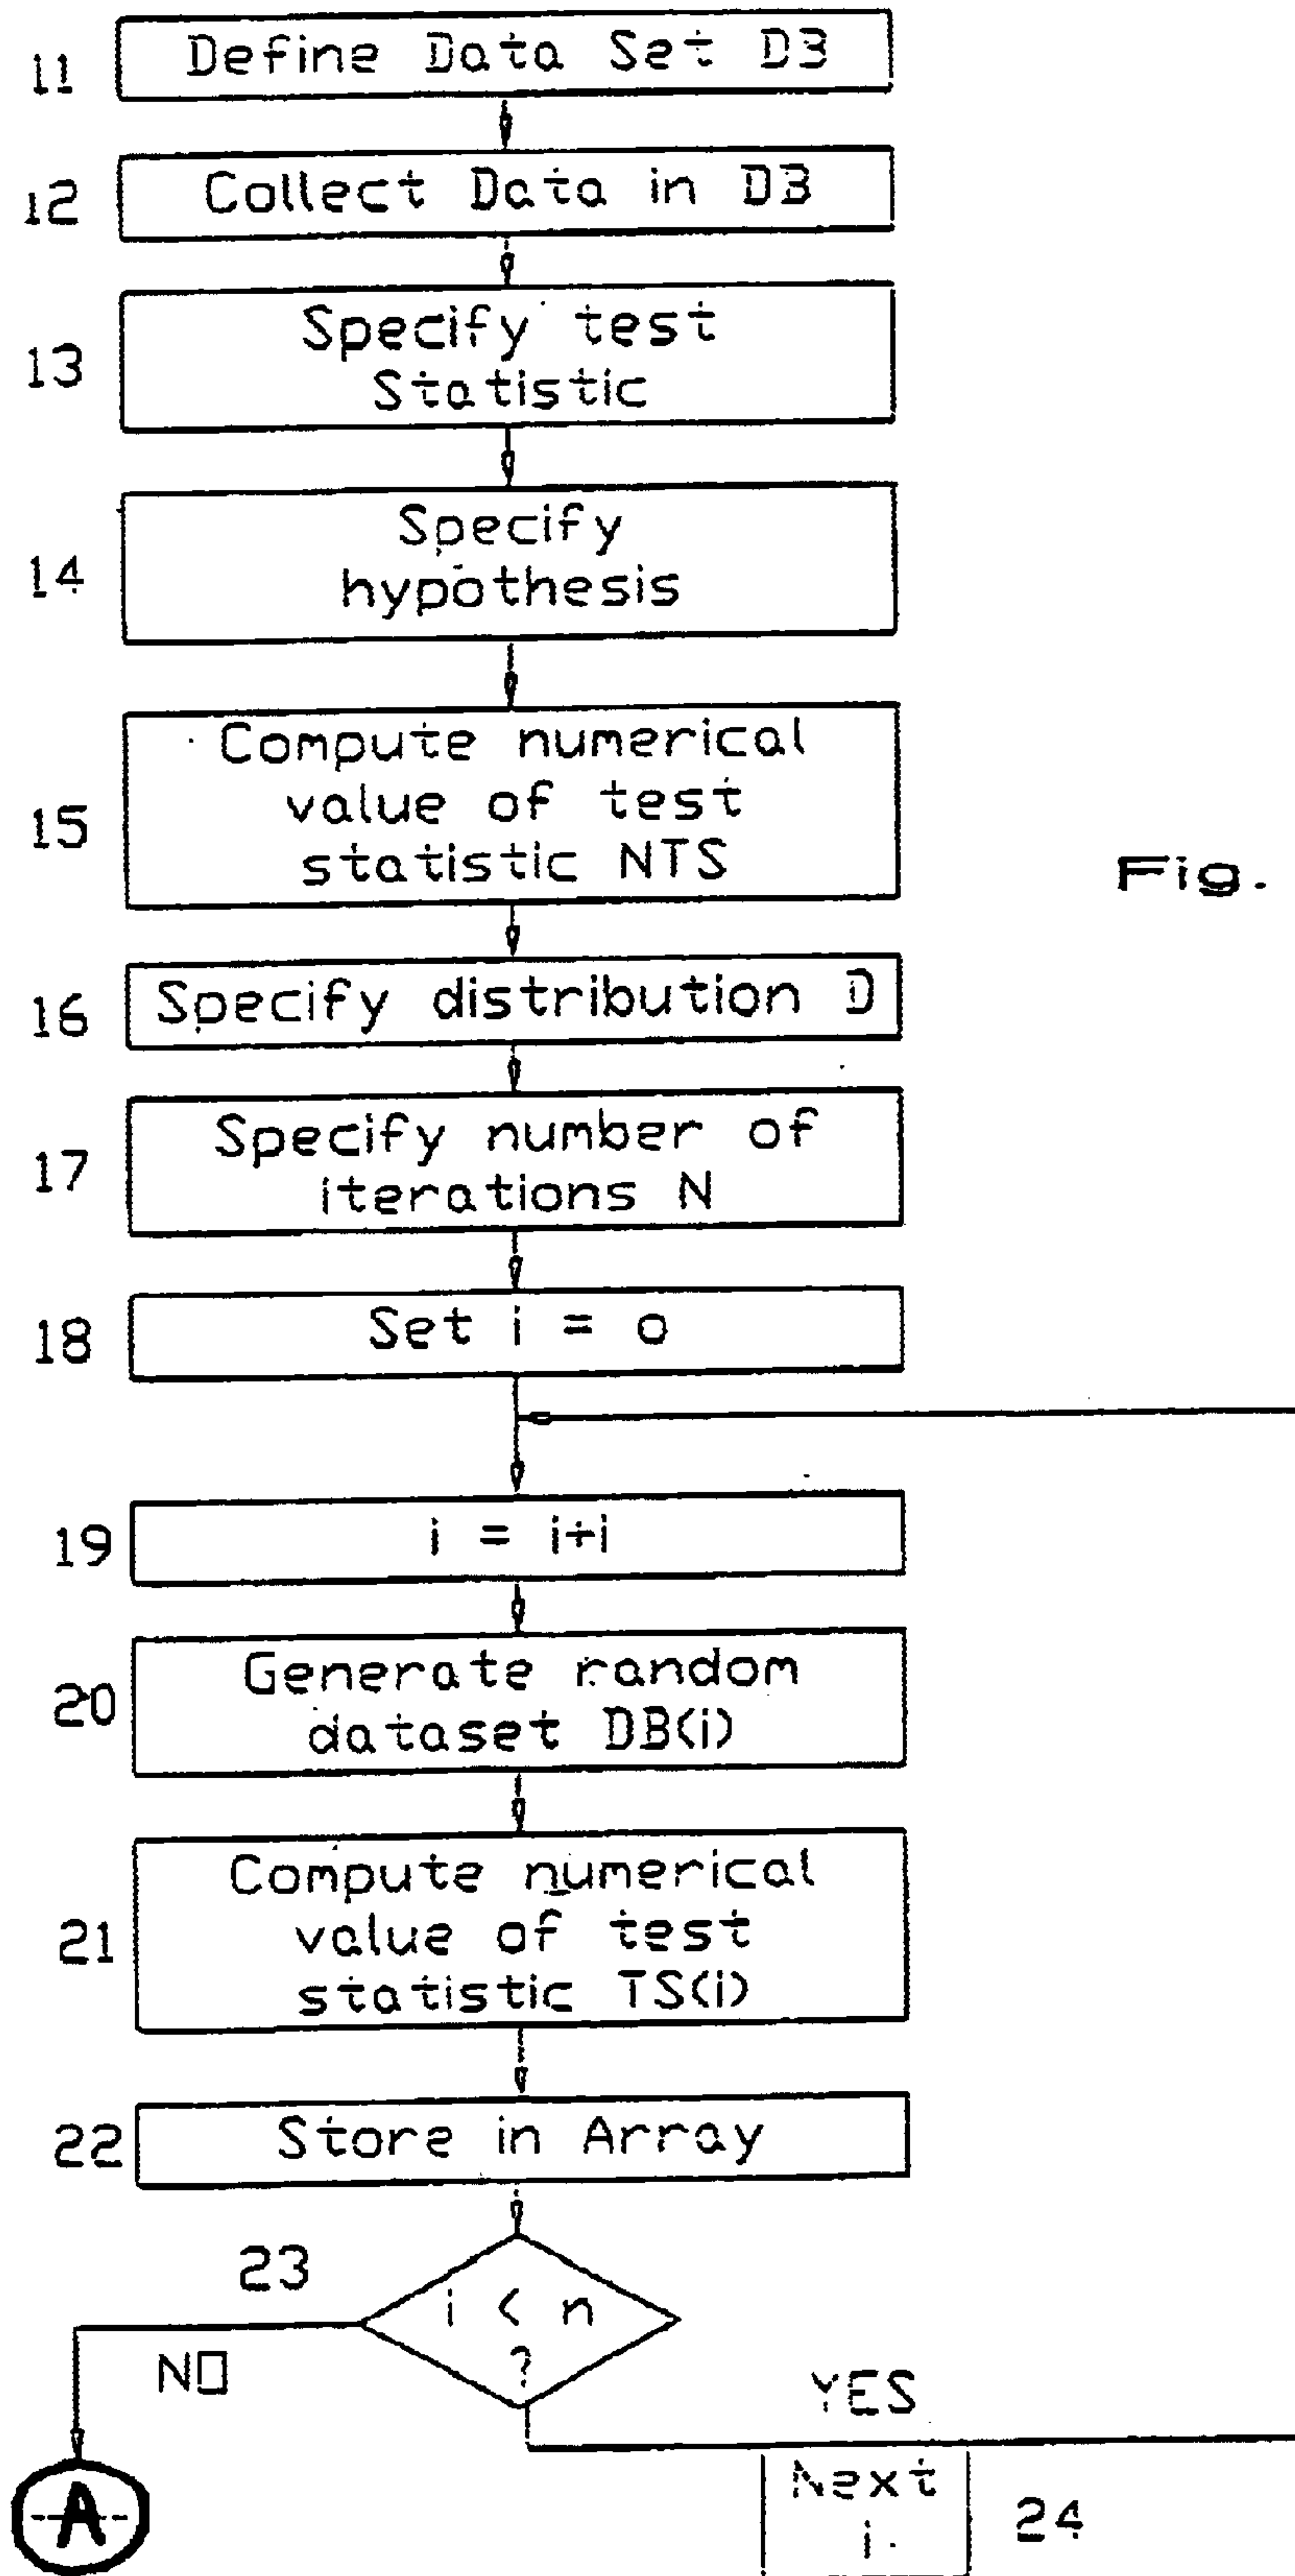 11 Define Data Set DB
12 Collect Data in DB
13 Specify test
Statistic
14 Specify
hypothesis
15 Compute numerical
value of test
statistic NTS
Fig.
16 Specify distribution D
17 Specify number of
iterations N
18 Set i = 0
19 i = i+i
20 Generate random
dataset DB(i)
21 Compute numerical
value of test
statistic TS(i)
22 Store in Array
23
i < n
?
NO
YES
A
Next
i
24